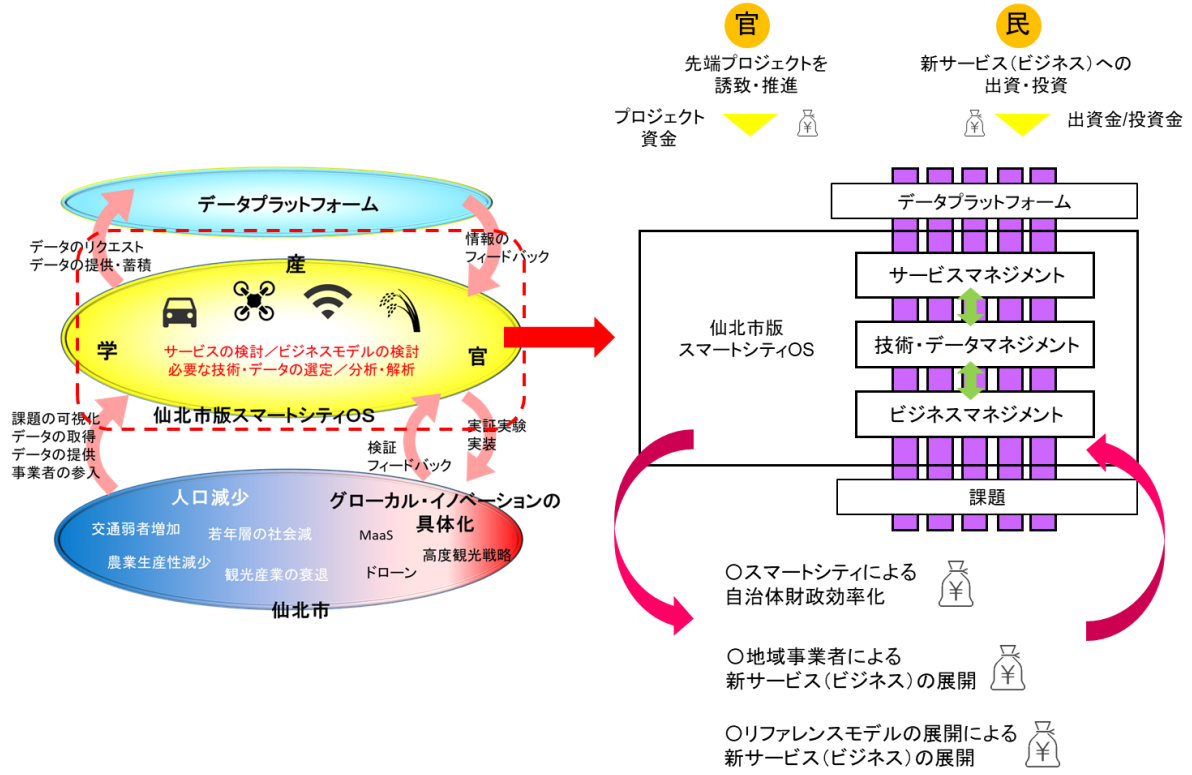 官
先端プロジェクトを
誘致・推進
プロジェクト
資金
¥
民
新サービス（ビジネス）への
出資・投資
¥
出資金/投資金
データプラットフォーム
データのリクエスト
データの提供・蓄積
情報の
フィードバック
産
学
官
サービスの検討／ビジネスモデルの検討
必要な技術・データの選定／分析・解析
仙北市版スマートシティOS
課題の可視化
データの取得
データの提供
事業者の参入
検証
フィードバック
実証実験
実装
人口減少
交通弱者増加
若年層の社会減
農業生産性減少
観光産業の衰退
グローカル・イノベーションの
具体化
MaaS
高度観光戦略
ドローン
仙北市
データプラットフォーム
仙北市版
スマートシティOS
サービスマネジメント
技術・データマネジメント
ビジネスマネジメント
課題
〇スマートシティによる
自治体財政効率化
¥
〇地域事業者による
新サービス（ビジネス）の展開
¥
〇リファレンスモデルの展開による
新サービス（ビジネス）の展開
¥